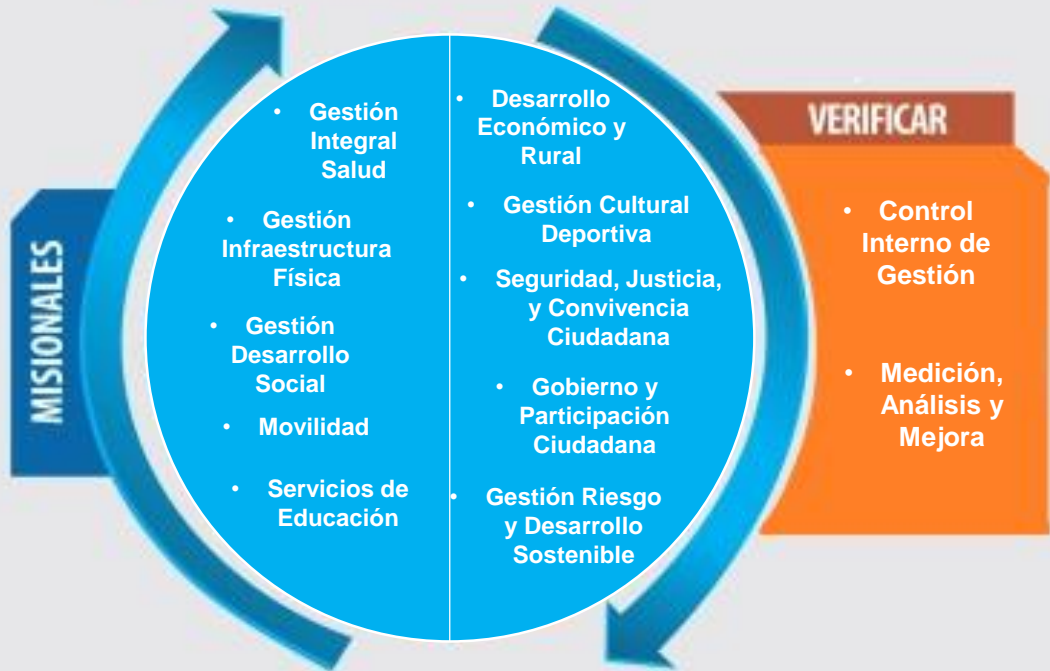 MISIONALES
• Gestión
Integral
Salud
• Gestión
Infraestructura
Física
• Gestión
Desarrollo
Social
• Movilidad
• Servicios de
Educación
• Desarrollo
Económico y
Rural
• Gestión Cultural
Deportiva
• Seguridad, Justicia,
y Convivencia
Ciudadana
• Gobierno y
Participación
Ciudadana
• Gestión Riesgo
y Desarrollo
Sostenible
VERIFICAR
• Control
Interno de
Gestión
• Medición,
Análisis y
Mejora